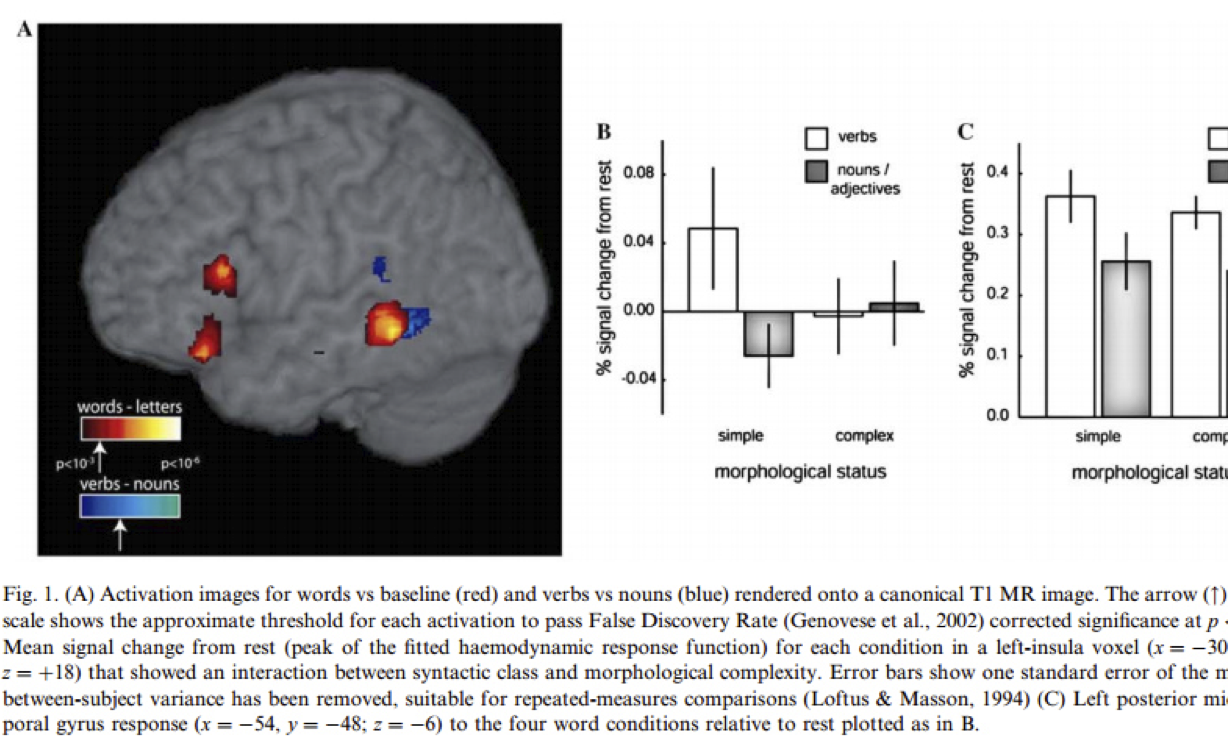 A
words - letters
p<10⁻³
p<10⁻⁶
verbs - nouns
B
verbs
nouns /
adjectives
% signal change from rest
0.08
0.04
0.00
-0.04
simple
complex
morphological status
C
% signal change from rest
0.4
0.3
0.2
0.1
0.0
simple
comp
morphological statu
Fig. 1. (A) Activation images for words vs baseline (red) and verbs vs nouns (blue) rendered onto a canonical T1 MR image. The arrow (↑)
scale shows the approximate threshold for each activation to pass False Discovery Rate (Genovese et al., 2002) corrected significance at p
Mean signal change from rest (peak of the fitted haemodynamic response function) for each condition in a left-insula voxel (x = −30
z = +18) that showed an interaction between syntactic class and morphological complexity. Error bars show one standard error of the m
between-subject variance has been removed, suitable for repeated-measures comparisons (Loftus & Masson, 1994) (C) Left posterior mi
poral gyrus response (x = −54, y = −48; z = −6) to the four word conditions relative to rest plotted as in B.